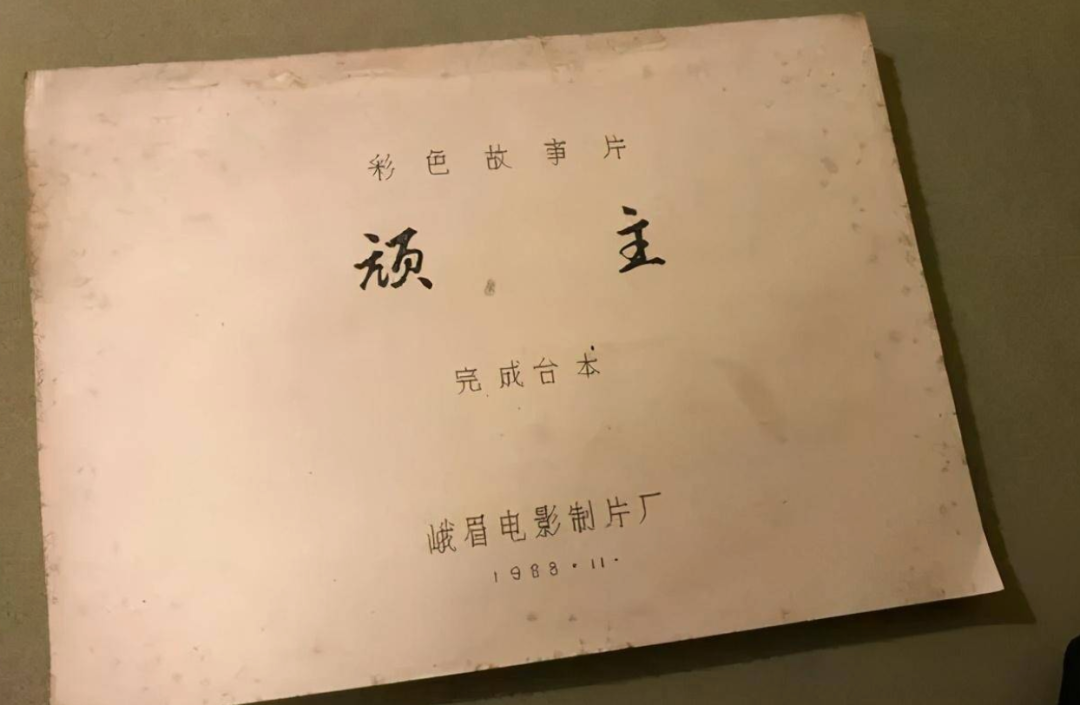 彩色故事片
顽主
完成台本
峨眉电影制片厂
1988·11·